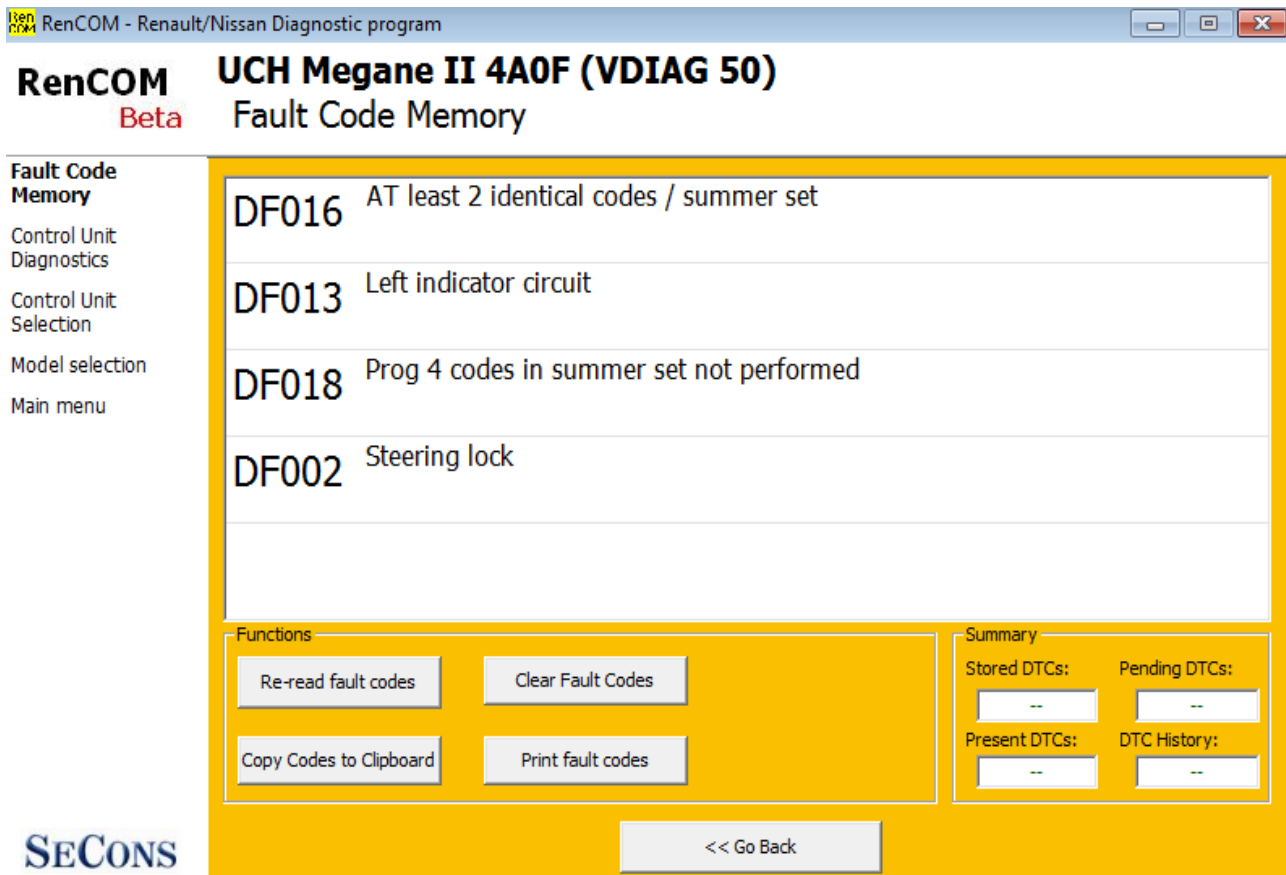 RenCOM - Renault/Nissan Diagnostic program
RenCOM
Beta
UCH Megane II 4A0F (VDIAG 50)
Fault Code Memory
Fault Code
Memory
Control Unit
Diagnostics
Control Unit
Selection
Model selection
Main menu
DF016 AT least 2 identical codes / summer set
DF013 Left indicator circuit
DF018 Prog 4 codes in summer set not performed
DF002 Steering lock
Functions
Re-read fault codes
Clear Fault Codes
Copy Codes to Clipboard
Print fault codes
Summary
Stored DTCs: Pending DTCs:
-- --
Present DTCs: DTC History:
-- --
<< Go Back
SECONS